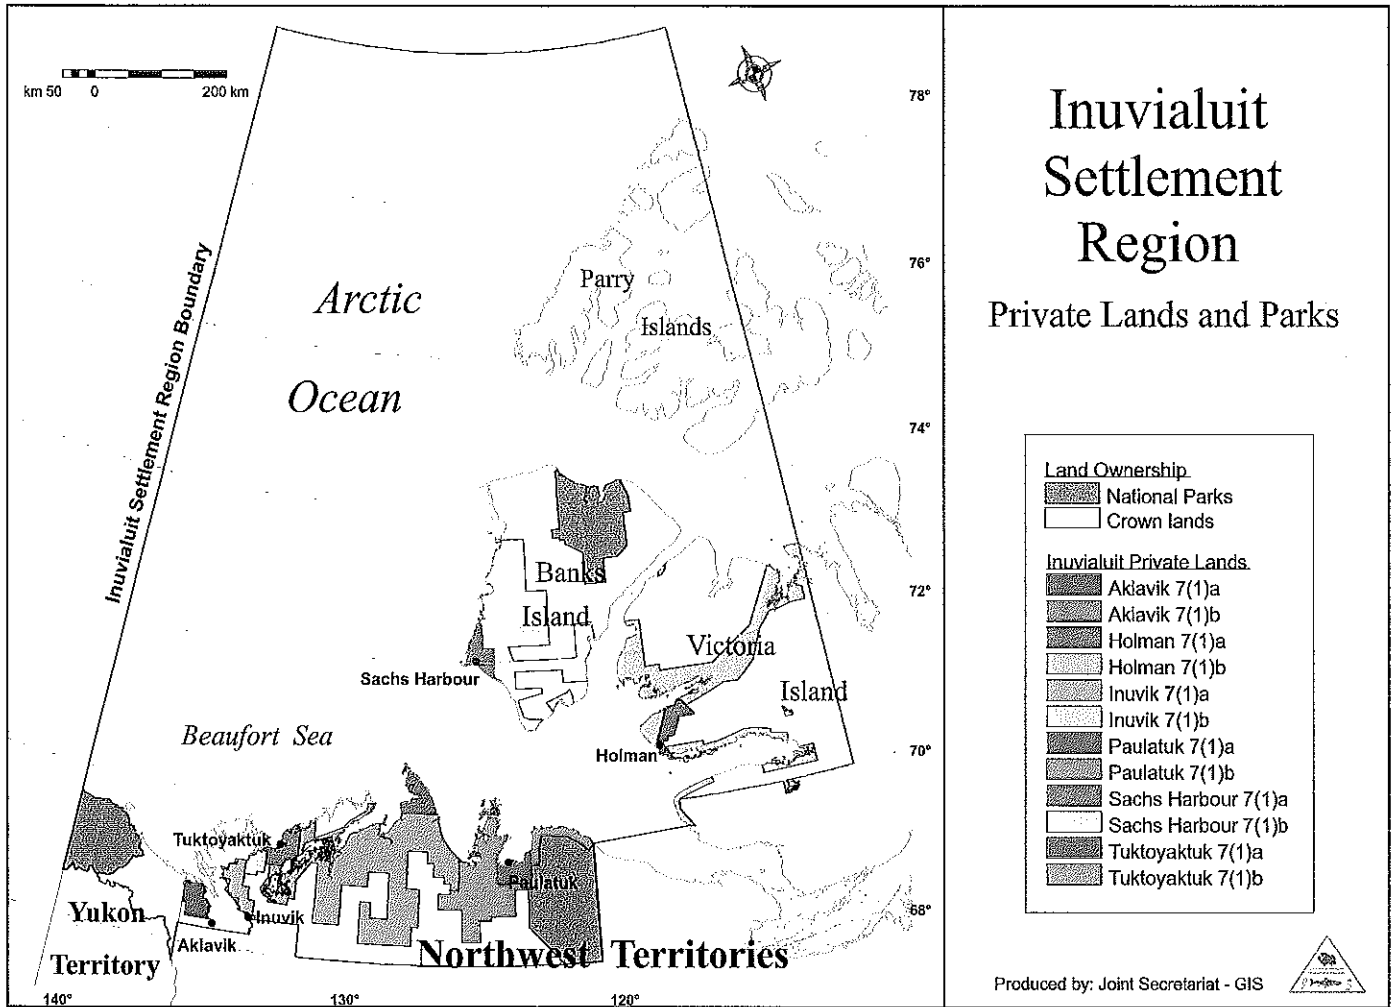 km 50 0 200 km
78°
76°
74°
72°
70°
68°
140°
130°
120°
Inuvialuit Settlement Region Boundary
Arctic
Ocean
Parry
Islands
Banks
Island
Victoria
Island
Sachs Harbour
Holman
Beaufort Sea
Tuktoyaktuk
Paulatuk
Inuvik
Aklavik
Yukon
Territory
Northwest Territories
Inuvialuit
Settlement
Region
Private Lands and Parks
Land Ownership
National Parks
Crown lands
Inuvialuit Private Lands
Aklavik 7(1)a
Aklavik 7(1)b
Holman 7(1)a
Holman 7(1)b
Inuvik 7(1)a
Inuvik 7(1)b
Paulatuk 7(1)a
Paulatuk 7(1)b
Sachs Harbour 7(1)a
Sachs Harbour 7(1)b
Tuktoyaktuk 7(1)a
Tuktoyaktuk 7(1)b
Produced by: Joint Secretariat - GIS